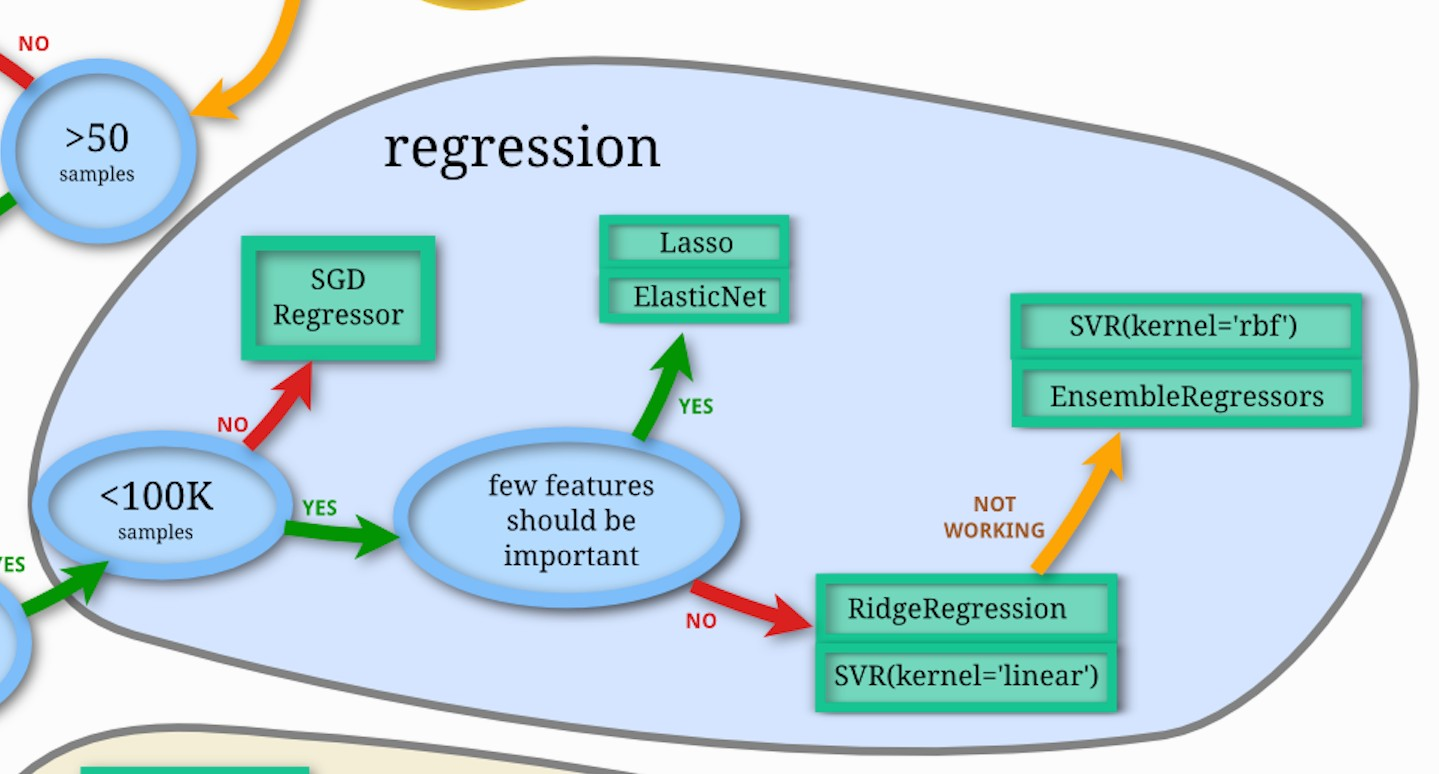 NO
>50
samples
regression
SGD
Regressor
Lasso
ElasticNet
SVR(kernel='rbf')
EnsembleRegressors
NO
YES
<100K
samples
YES
few features
should be
important
NOT
WORKING
YES
NO
RidgeRegression
SVR(kernel='linear')